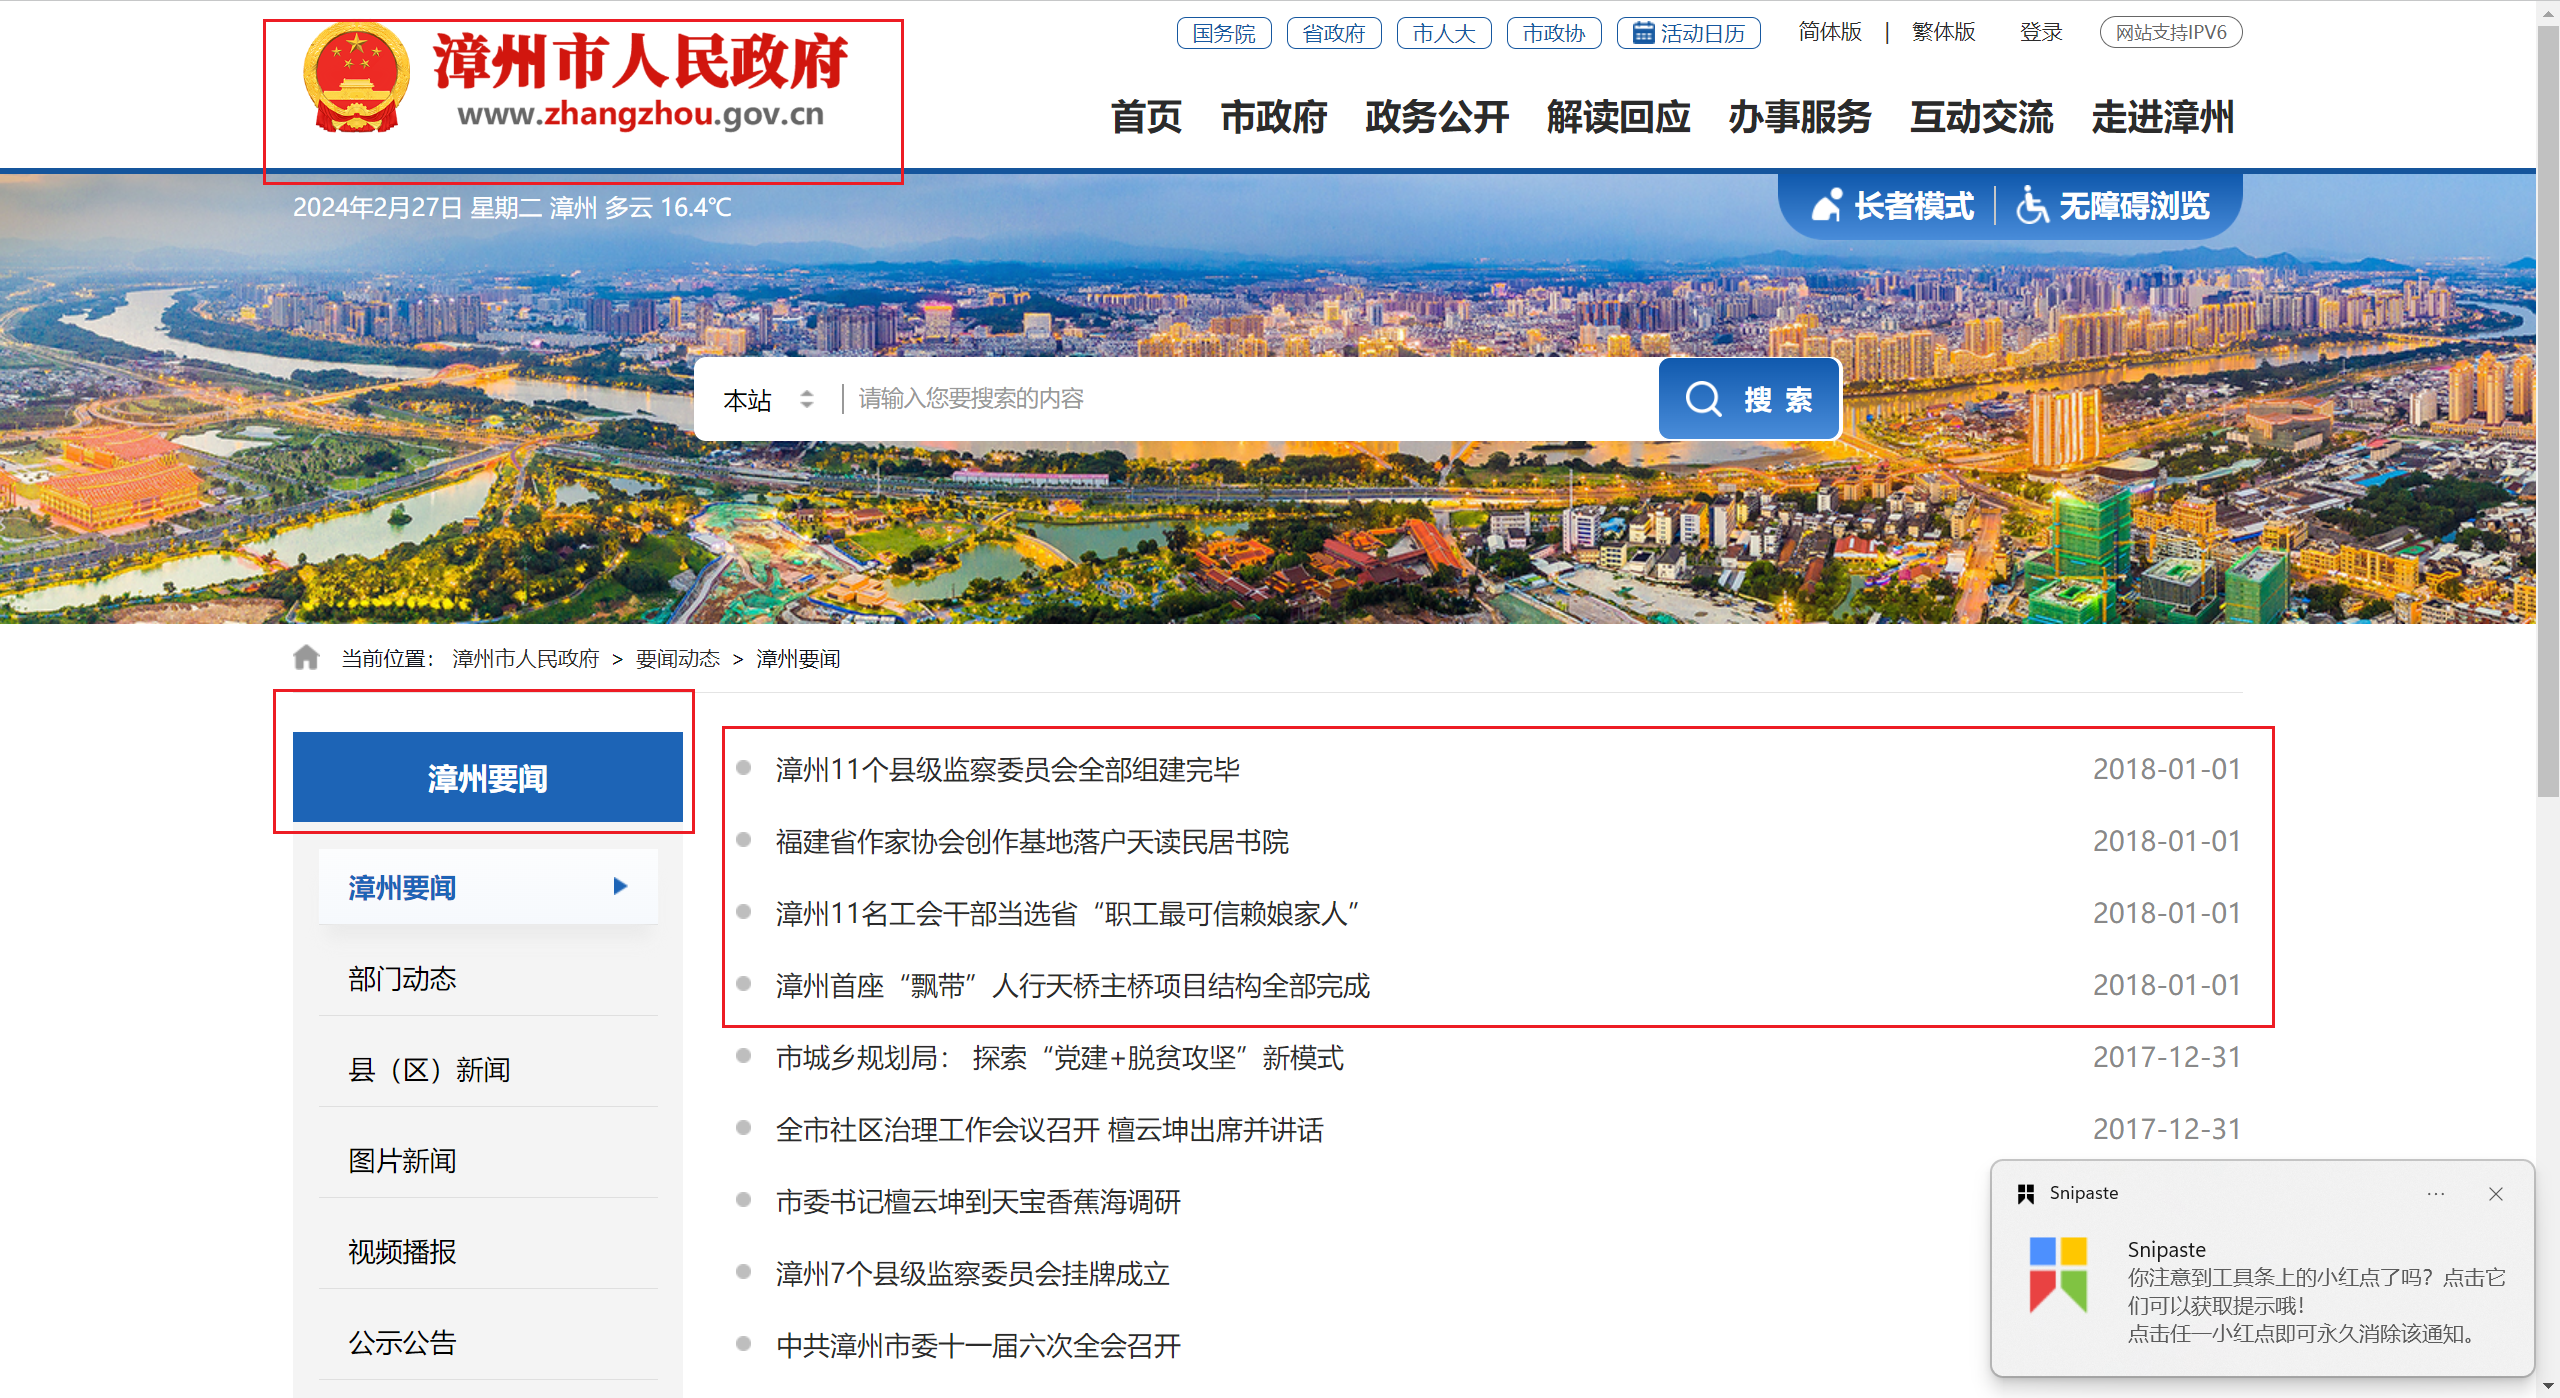 国务院 省政府 市人大 市政协 活动日历 简体版 | 繁体版 登录 网站支持IPV6
漳州市人民政府
www.zhangzhou.gov.cn
首页 市政府 政务公开 解读回应 办事服务 互动交流 走进漳州
2024年2月27日 星期二 漳州 多云 16.4℃
长者模式 无障碍浏览
本站 请输入您要搜索的内容 搜 索
当前位置： 漳州市人民政府 > 要闻动态 > 漳州要闻
漳州要闻
漳州要闻
部门动态
县（区）新闻
图片新闻
视频播报
公示公告
漳州11个县级监察委员会全部组建完毕 2018-01-01
福建省作家协会创作基地落户天读民居书院 2018-01-01
漳州11名工会干部当选省“职工最可信赖娘家人” 2018-01-01
漳州首座“飘带”人行天桥主桥项目结构全部完成 2018-01-01
市城乡规划局： 探索“党建+脱贫攻坚”新模式 2017-12-31
全市社区治理工作会议召开 檀云坤出席并讲话 2017-12-31
市委书记檀云坤到天宝香蕉海调研
漳州7个县级监察委员会挂牌成立
中共漳州市委十一届六次全会召开
Snipaste
Snipaste
你注意到工具条上的小红点了吗？点击它
们可以获取提示哦！
点击任一小红点即可永久消除该通知。